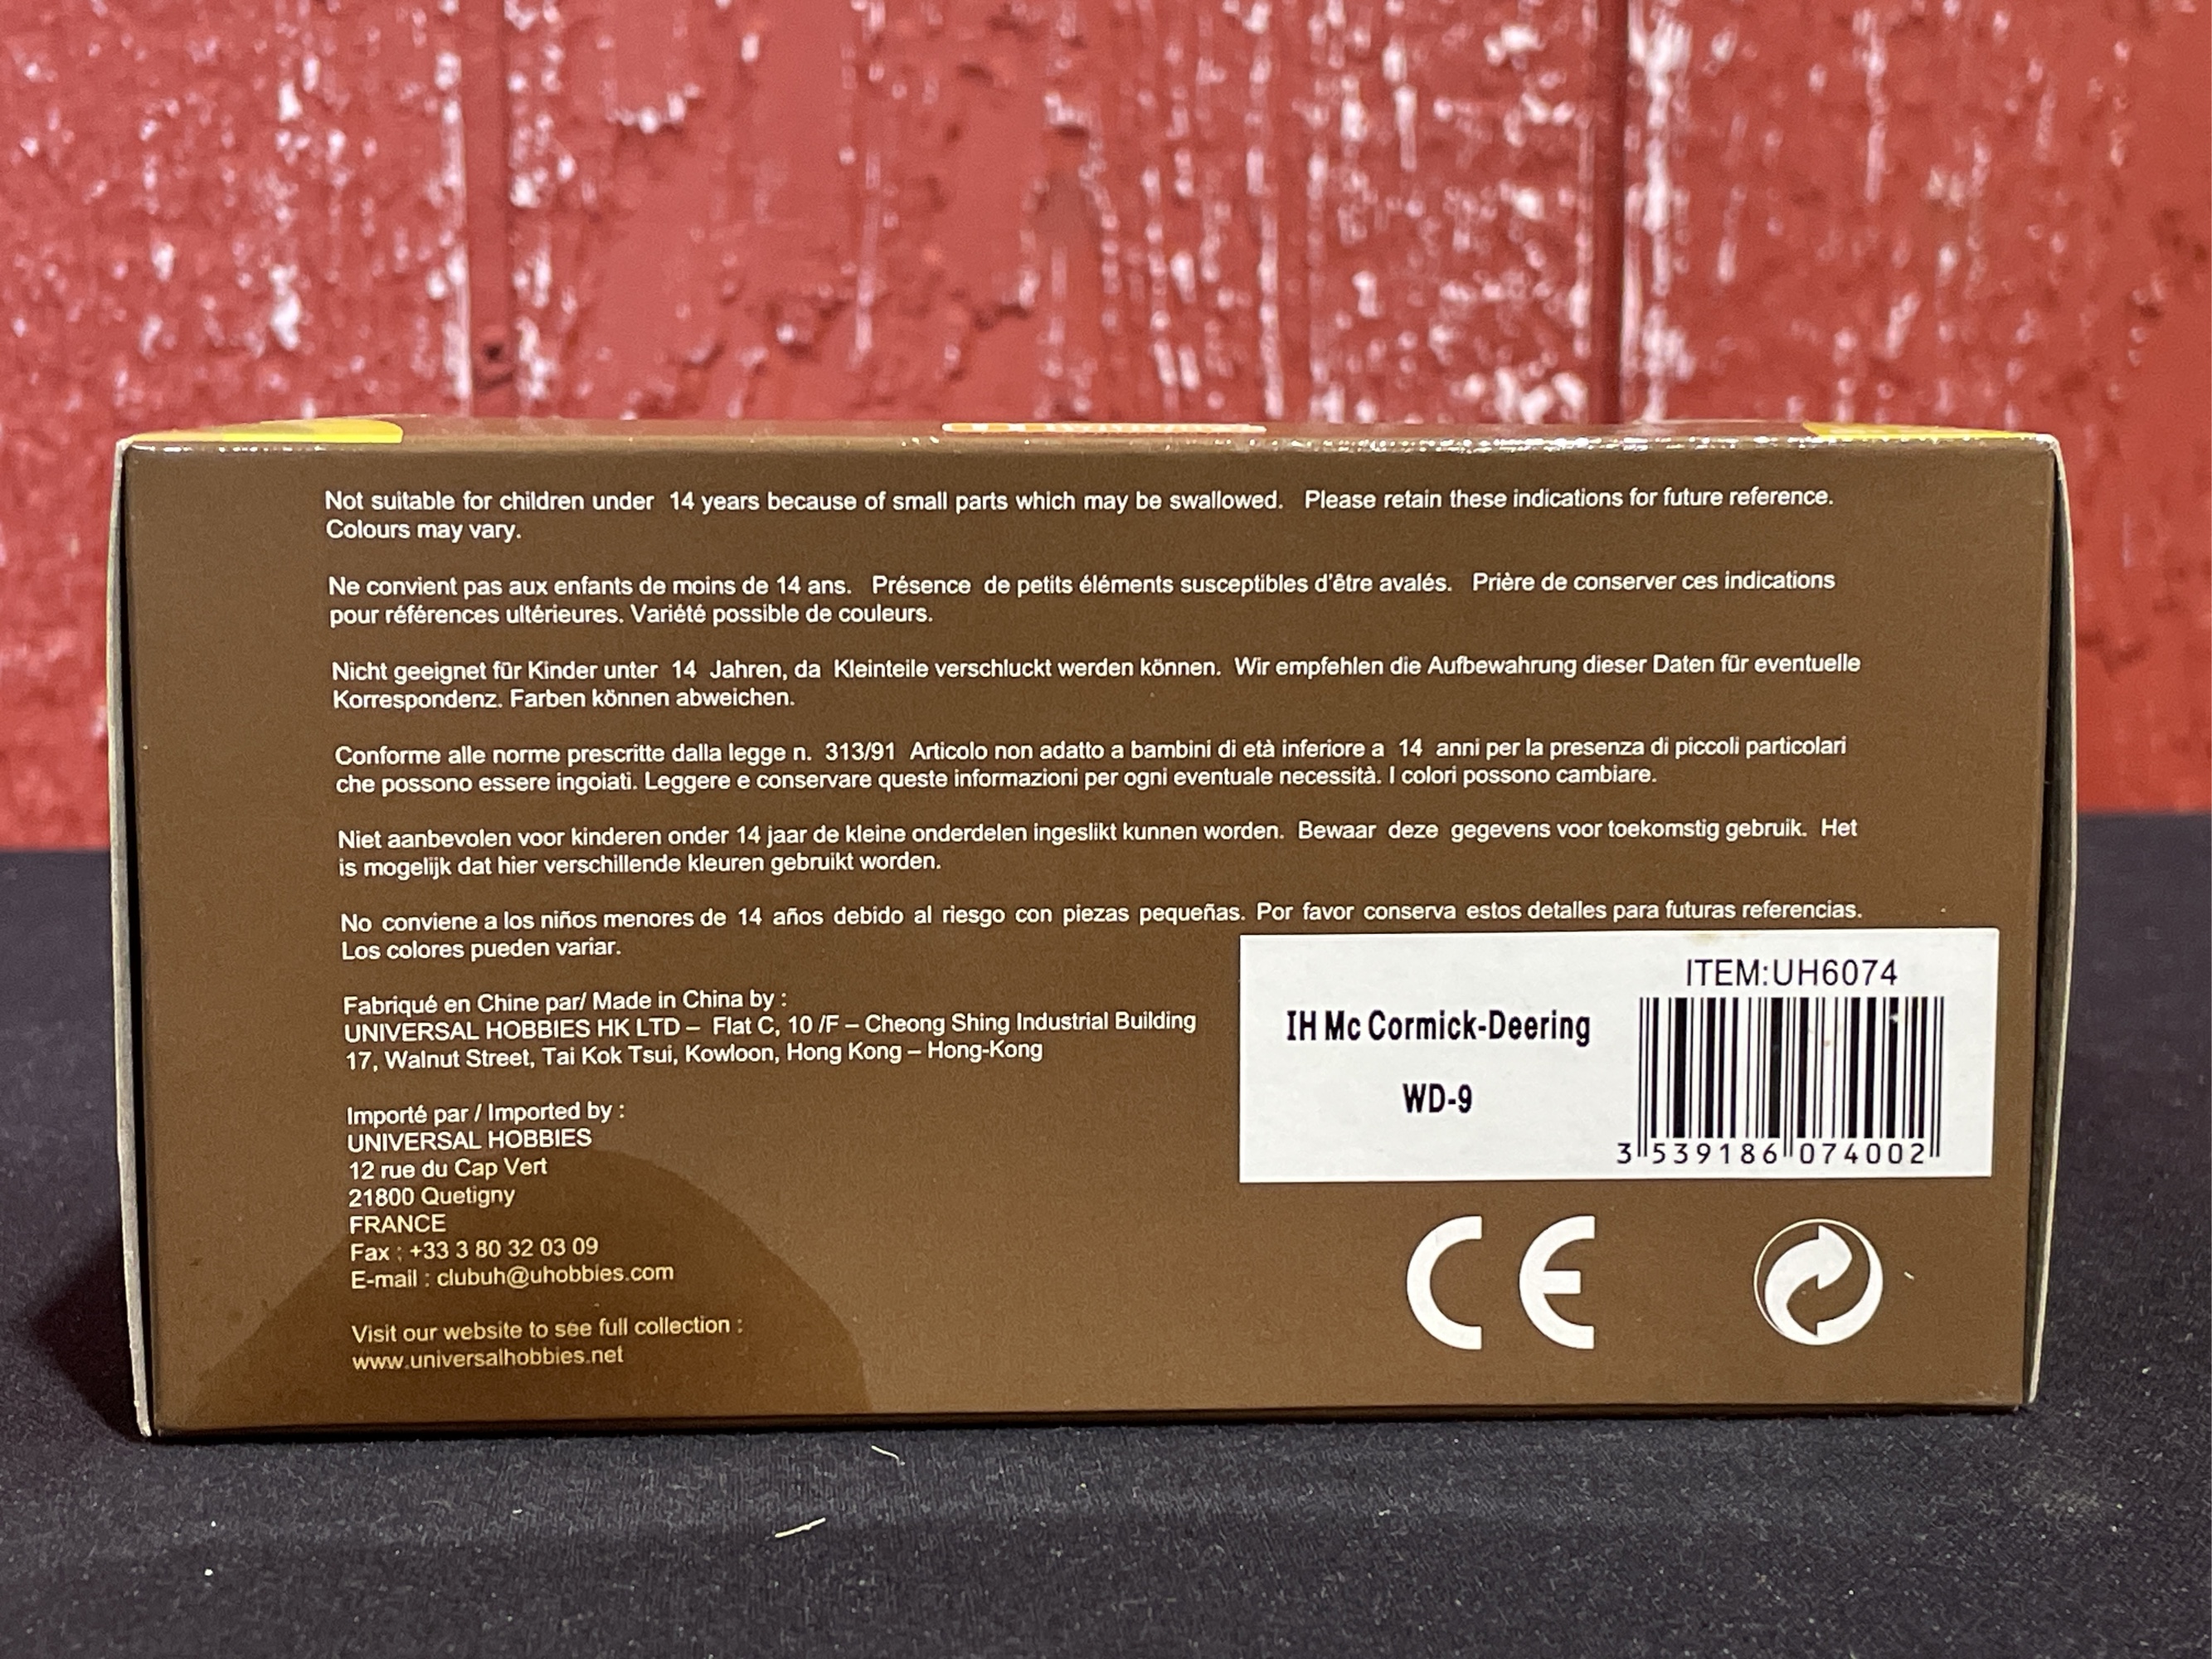 Not suitable for children under 14 years because of small parts which may be swallowed. Please retain these indications for future reference.
Colours may vary.
Ne convient pas aux enfants de moins de 14 ans. Présence de petits éléments susceptibles d'être avalés. Prière de conserver ces indications
pour références ultérieures. Variété possible de couleurs.
Nicht geeignet für Kinder unter 14 Jahren, da Kleinteile verschluckt werden können. Wir empfehlen die Aufbewahrung dieser Daten für eventuelle
Korrespondenz. Farben können abweichen.
Conforme alle norme prescritte dalla legge n. 313/91 Articolo non adatto a bambini di età inferiore a 14 anni per la presenza di piccoli particolari
che possono essere ingoiati. Leggere e conservare queste informazioni per ogni eventuale necessità. I colori possono cambiare.
Niet aanbevolen voor kinderen onder 14 jaar de kleine onderdelen ingeslikt kunnen worden. Bewaar deze gegevens voor toekomstig gebruik. Het
is mogelijk dat hier verschillende kleuren gebruikt worden.
No conviene a los niños menores de 14 años debido al riesgo con piezas pequeñas. Por favor conserva estos detalles para futuras referencias.
Los colores pueden variar.
Fabriqué en Chine par/ Made in China by :
UNIVERSAL HOBBIES HK LTD – Flat C, 10 /F – Cheong Shing Industrial Building
17, Walnut Street, Tai Kok Tsui, Kowloon, Hong Kong – Hong-Kong
Importé par / Imported by :
UNIVERSAL HOBBIES
12 rue du Cap Vert
21800 Quetigny
FRANCE
Fax : +33 3 80 32 03 09
E-mail : clubuh@uhobbies.com
Visit our website to see full collection :
www.universalhobbies.net
ITEM:UH6074
IH Mc Cormick-Deering
WD-9
3 539186 074002
CE